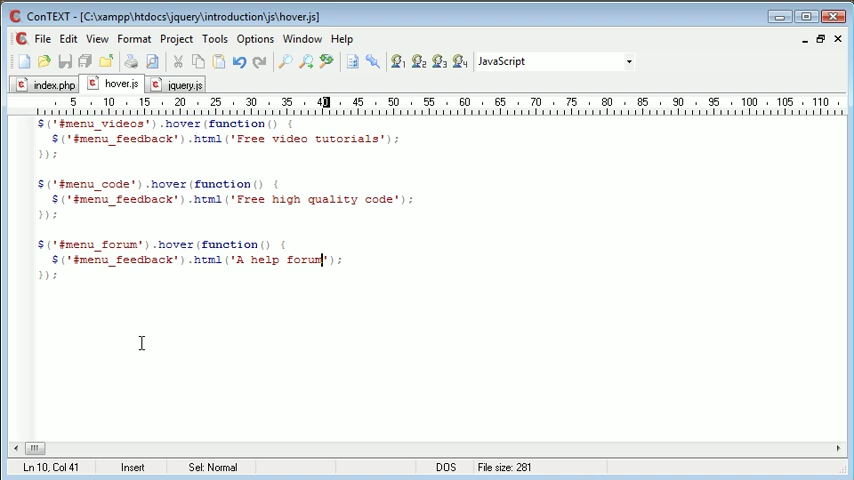 ConTEXT - [C:\xampp\htdocs\jquery\introduction\js\hover.js]
File Edit View Format Project Tools Options Window Help
1 2 3 4 JavaScript
index.php hover.js jquery.js
5 10 15 20 25 30 35 40 45 50 55 60 65 70 75 80 85 90 95 100 105 110
$('#menu_videos').hover(function() {
$('#menu_feedback').html('Free video tutorials');
});
$('#menu_code').hover(function() {
$('#menu_feedback').html('Free high quality code');
});
$('#menu_forum').hover(function() {
$('#menu_feedback').html('A help forum');
});
Ln 10, Col 41 Insert Sel: Normal DOS File size: 281